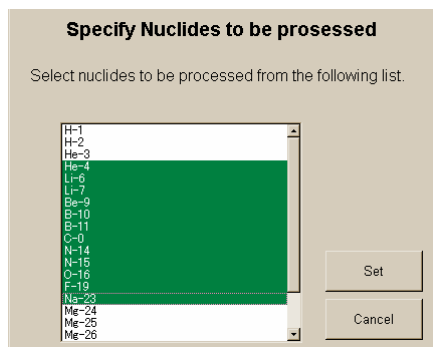 Specify Nuclides to be prosessed
Select nuclides to be processed from the following list.
H-1
H-2
He-3
He-4
Li-6
Li-7
Be-9
B-10
B-11
C-0
N-14
N-15
O-16
F-19
Na-23
Mg-24
Mg-25
Mg-26
Set
Cancel